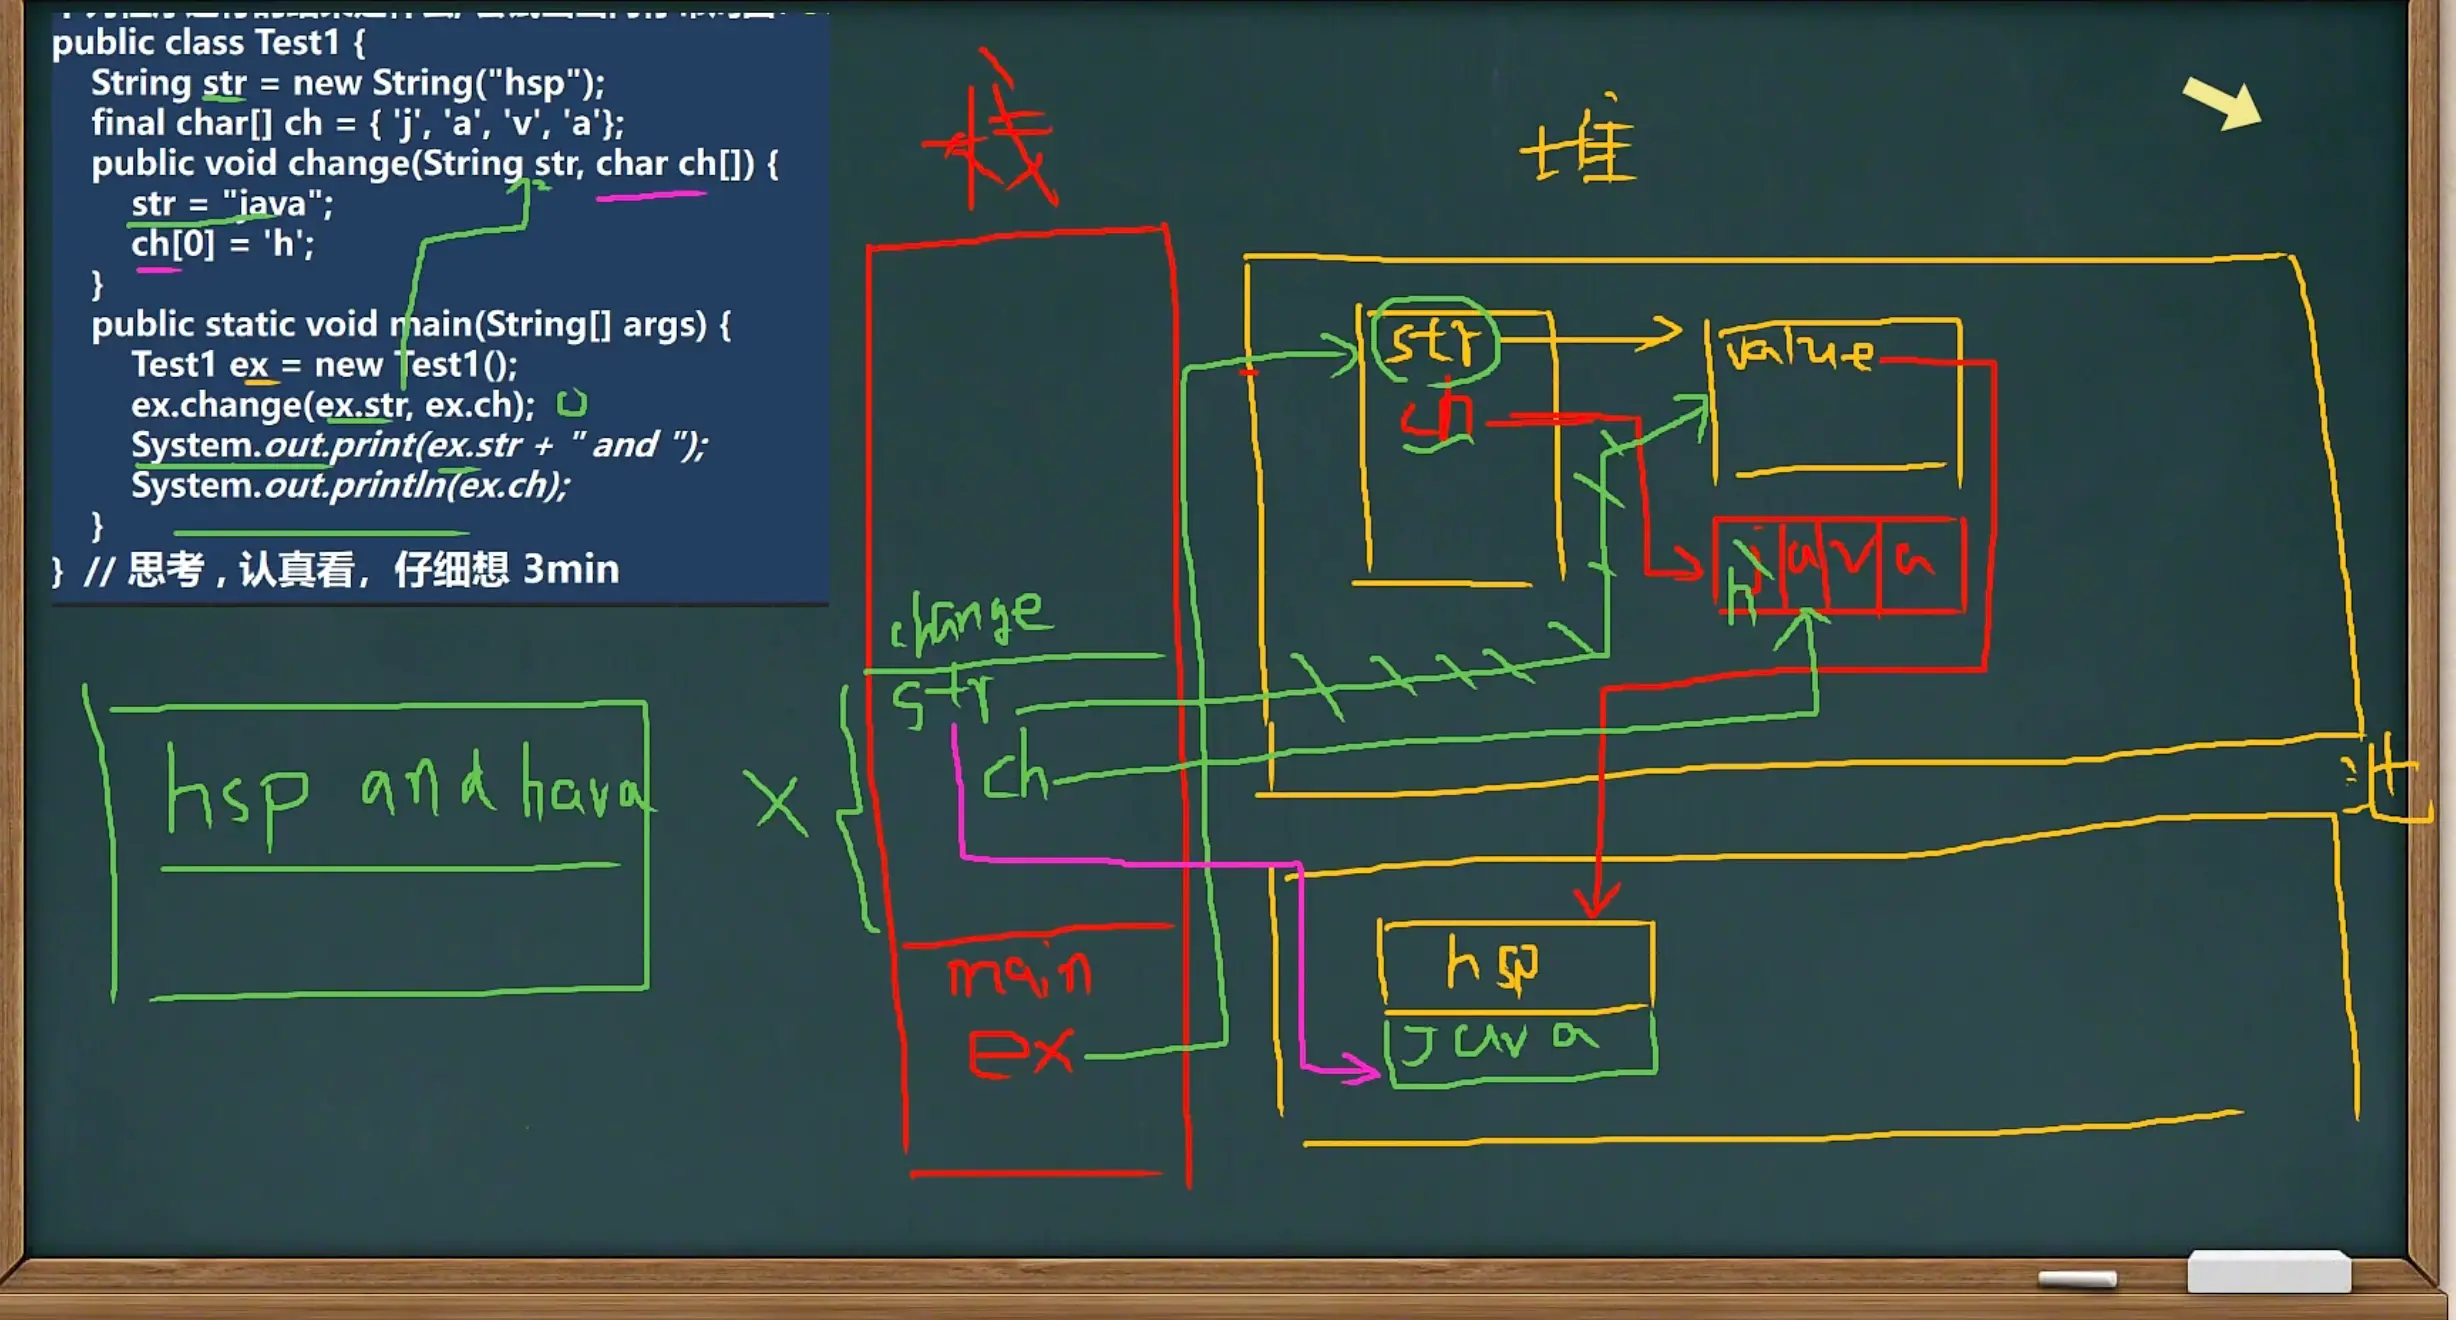 public class Test1 {
String str = new String("hsp");
final char[] ch = { 'j', 'a', 'v', 'a'};
public void change(String str, char ch[]) {
str = "java";
ch[0] = 'h';
}
public static void main(String[] args) {
Test1 ex = new Test1();
ex.change(ex.str, ex.ch);
System.out.print(ex.str + " and ");
System.out.println(ex.ch);
}
} // 思考，认真看，仔细想 3min
hsp and hava
栈
change
str
ch
main
ex
堆
str
ch
value
j a v a
h
hsp
java